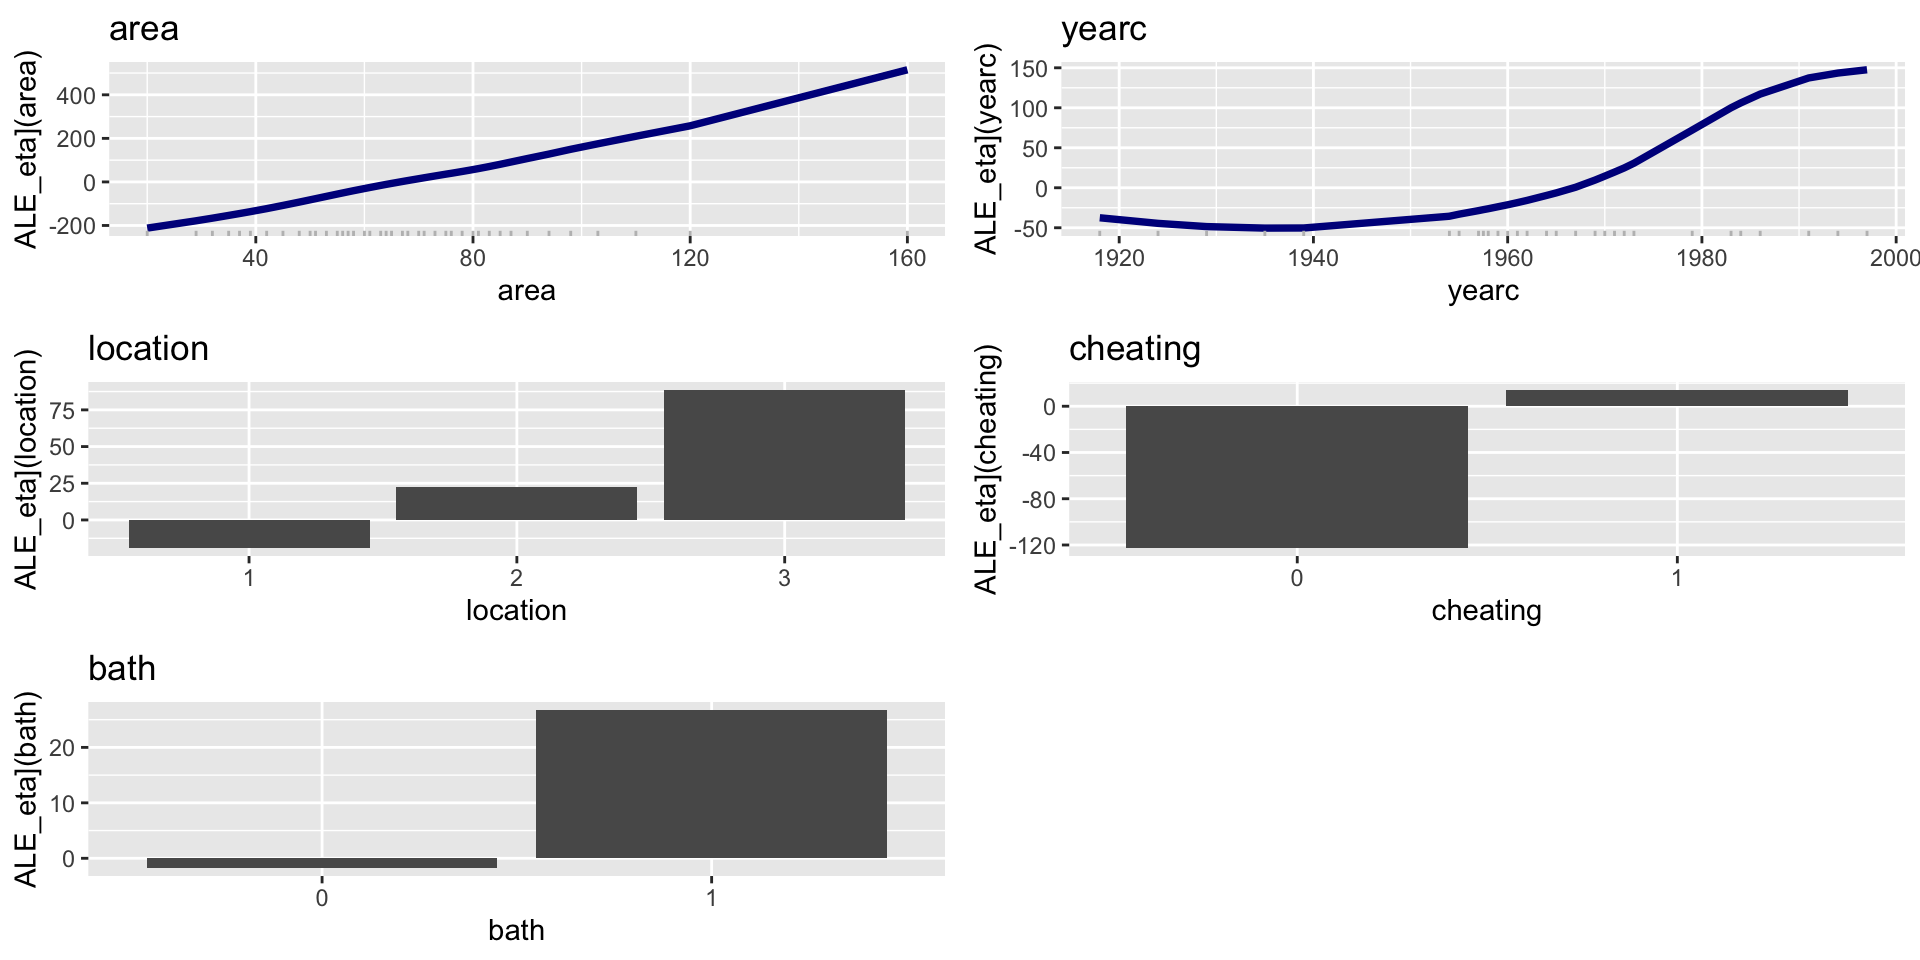 area
ALE_eta](area)
400
200
0
-200
40 80 120 160
area
yearc
ALE_eta](yearc)
150
100
50
0
-50
1920 1940 1960 1980 2000
yearc
location
ALE_eta](location)
75
50
25
0
1 2 3
location
cheating
ALE_eta](cheating)
0
-40
-80
-120
0 1
cheating
bath
ALE_eta](bath)
20
10
0
0 1
bath